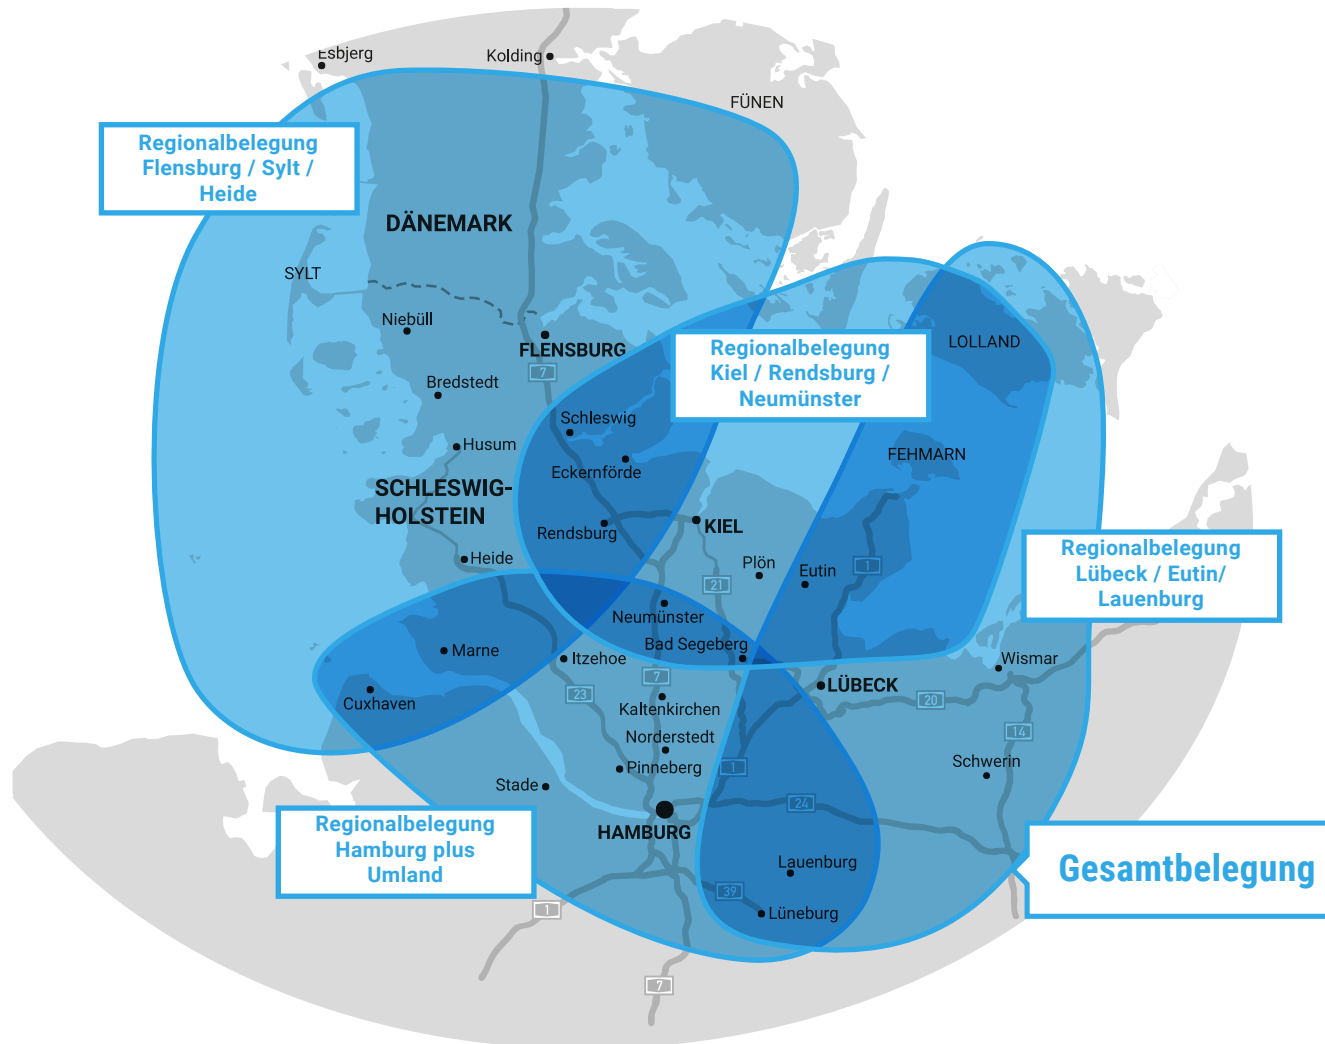 Esbjerg
Kolding
FÜNEN
Regionalbelegung
Flensburg / Sylt /
Heide
DÄNEMARK
SYLT
Niebüll
FLENSBURG
7
Regionalbelegung
Kiel / Rendsburg /
Neumünster
LOLLAND
Bredstedt
Schleswig
Husum
Eckernförde
FEHMARN
SCHLESWIG-
HOLSTEIN
Rendsburg
KIEL
Heide
Plön
Eutin
1
21
Regionalbelegung
Lübeck / Eutin/
Lauenburg
Neumünster
Bad Segeberg
Marne
Itzehoe
Wismar
7
23
Cuxhaven
LÜBECK
20
Kaltenkirchen
14
Norderstedt
Pinneberg
1
Schwerin
Stade
24
HAMBURG
Regionalbelegung
Hamburg plus
Umland
Lauenburg
Gesamtbelegung
39
1
Lüneburg
7